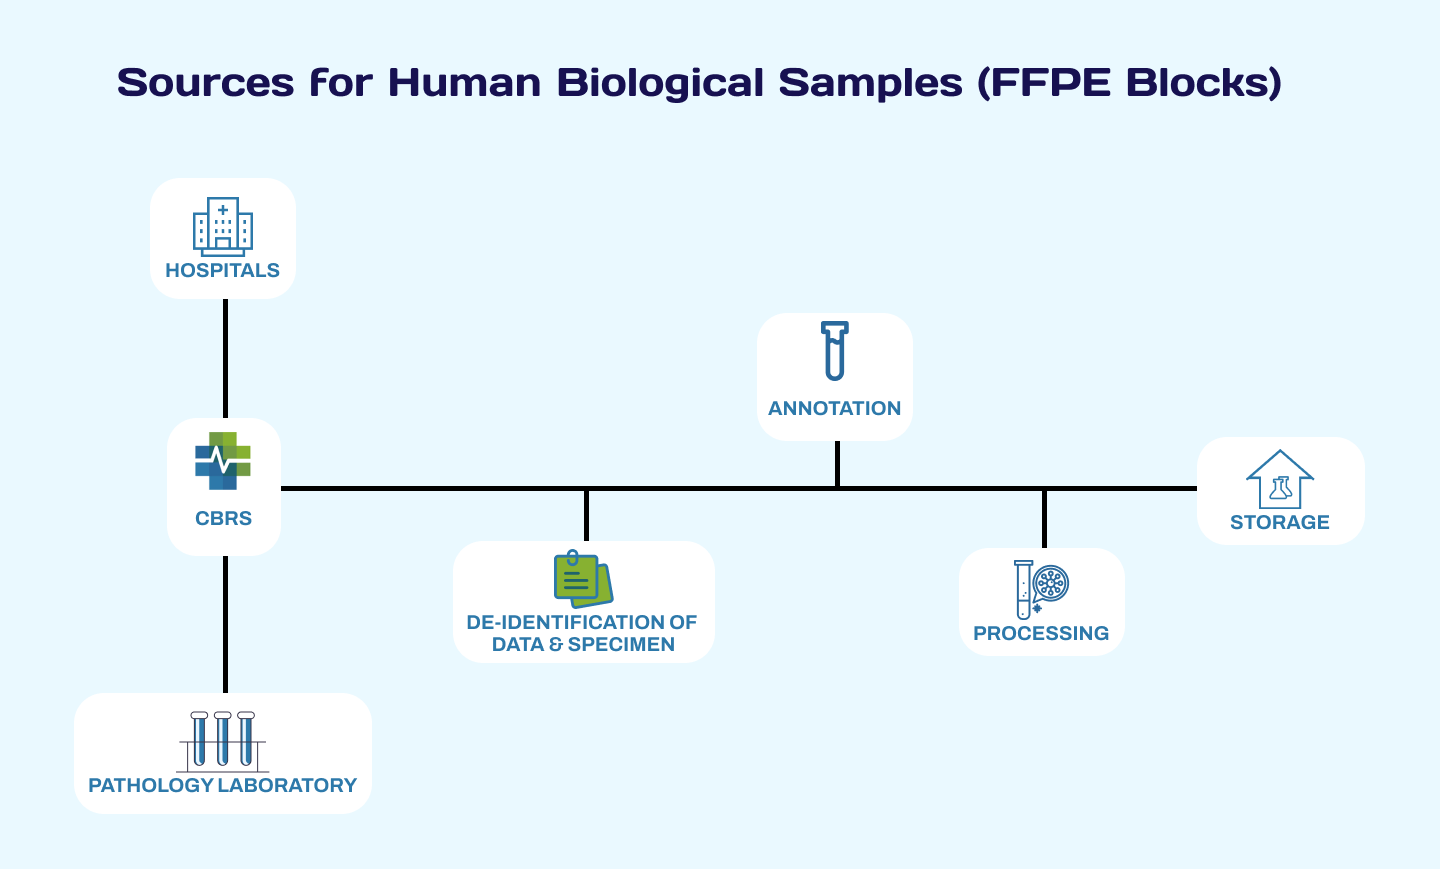 Sources for Human Biological Samples (FFPE Blocks)
HOSPITALS
ANNOTATION
CBRS
STORAGE
DE-IDENTIFICATION OF
DATA & SPECIMEN
PROCESSING
PATHOLOGY LABORATORY